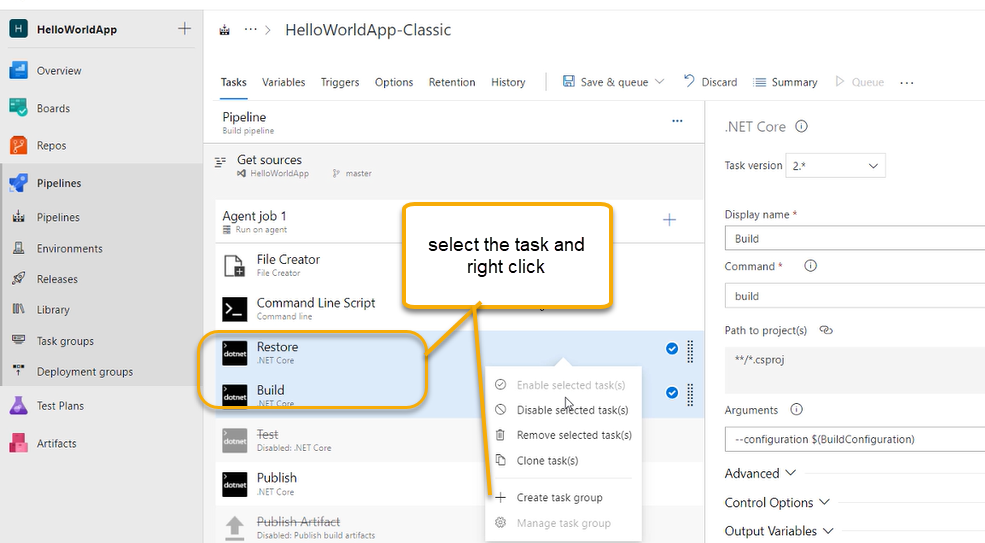 H
HelloWorldApp
Overview
Boards
Repos
Pipelines
Pipelines
Environments
Releases
Library
Task groups
Deployment groups
Test Plans
Artifacts
··· > HelloWorldApp-Classic
Tasks Variables Triggers Options Retention History Save & queue Discard Summary Queue ···
Pipeline
Build pipeline
Get sources
HelloWorldApp master
Agent job 1
Run on agent
File Creator
File Creator
Command Line Script
Command line
dotnet
Restore
.NET Core
dotnet
Build
.NET Core
dotnet
Test
Disabled: .NET Core
dotnet
Publish
.NET Core
Publish Artifact
Disabled: Publish build artifacts
select the task and
right click
Enable selected task(s)
Disable selected task(s)
Remove selected task(s)
Clone task(s)
Create task group
Manage task group
.NET Core
Task version 2.*
Display name *
Build
Command *
build
Path to project(s)
**/*.csproj
Arguments
--configuration $(BuildConfiguration)
Advanced
Control Options
Output Variables